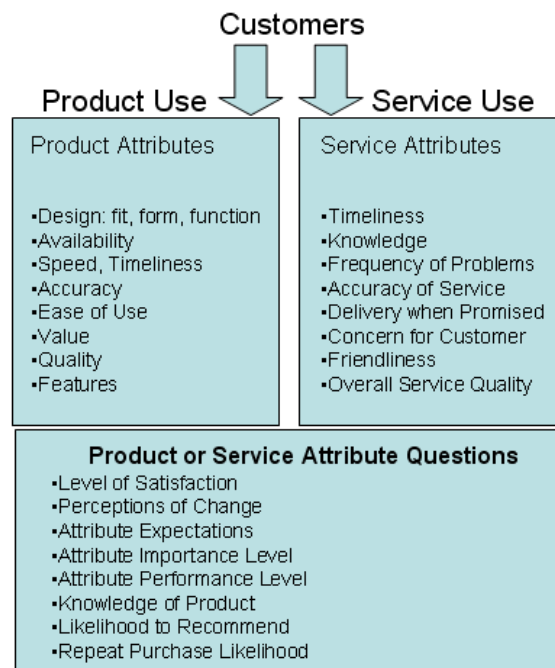 Customers
Product Use
Service Use
Product Attributes
▪Design: fit, form, function
▪Availability
▪Speed, Timeliness
▪Accuracy
▪Ease of Use
▪Value
▪Quality
▪Features
Service Attributes
▪Timeliness
▪Knowledge
▪Frequency of Problems
▪Accuracy of Service
▪Delivery when Promised
▪Concern for Customer
▪Friendliness
▪Overall Service Quality
Product or Service Attribute Questions
▪Level of Satisfaction
▪Perceptions of Change
▪Attribute Expectations
▪Attribute Importance Level
▪Attribute Performance Level
▪Knowledge of Product
▪Likelihood to Recommend
▪Repeat Purchase Likelihood